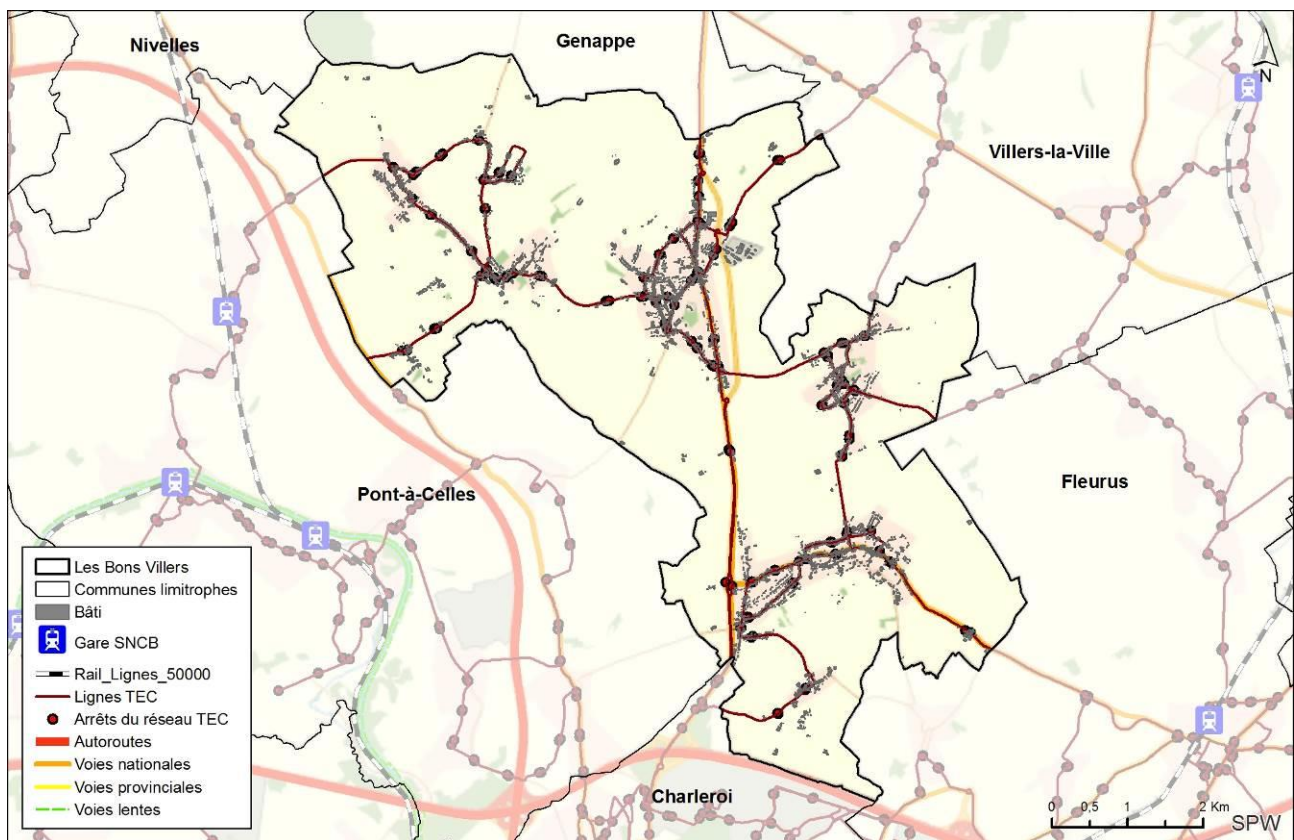 Nivelles
Genappe
N
Villers-la-Ville
Pont-à-Celles
Fleurus
Les Bons Villers
Communes limitrophes
Bâti
Gare SNCB
Rail_Lignes_50000
Lignes TEC
Arrêts du réseau TEC
Autoroutes
Voies nationales
Voies provinciales
Voies lentes
Charleroi
0 0.5 1 2 Km
SPW